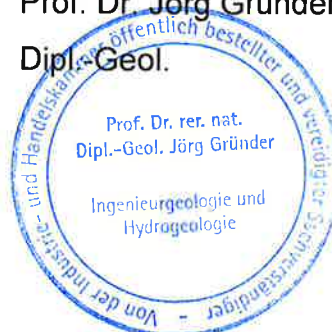 Prof. Dr. Jörg Gründer
Dipl.-Geol.
Von der Industrie- und Handelskammer öffentlich bestellter und vereidigter Sachverständiger -
Prof. Dr. rer. nat.
Dipl.-Geol. Jörg Gründer
Ingenieurgeologie und
Hydrogeologie